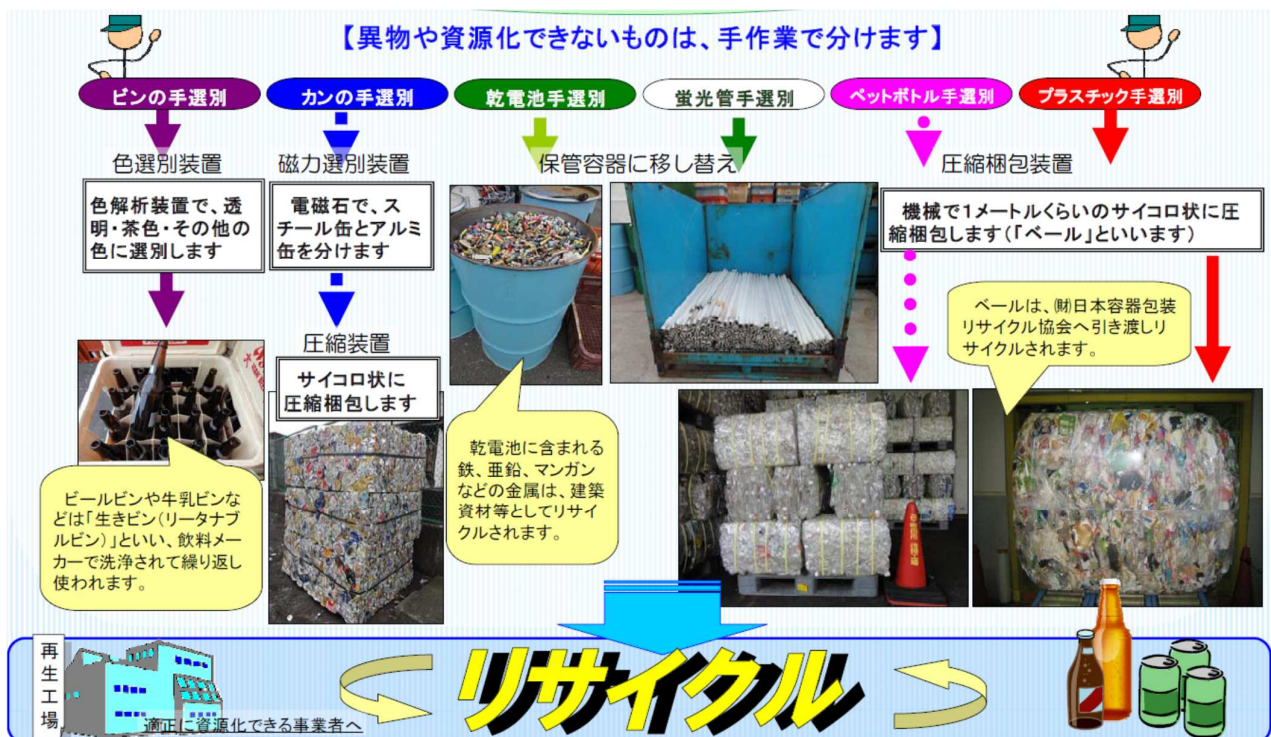 【異物や資源化できないものは、手作業で分けます】
ビンの手選別
カンの手選別
乾電池手選別
蛍光管手選別
ペットボトル手選別
プラスチック手選別
色選別装置
色解析装置で、透
明・茶色・その他の
色に選別します
磁力選別装置
電磁石で、ス
チール缶とアルミ
缶を分けます
圧縮装置
サイコロ状に
圧縮梱包します
保管容器に移し替え
圧縮梱包装置
機械で1メートルくらいのサイコロ状に圧
縮梱包します(「ベール」といいます)
ベールは、㈶日本容器包装
リサイクル協会へ引き渡しリ
サイクルされます。
ビールビンや牛乳ビンな
どは「生きビン(リータナブ
ルビン)」といい、飲料メー
カーで洗浄されて繰り返し
使われます。
乾電池に含まれる
鉄、亜鉛、マンガン
などの金属は、建築
資材等としてリサイ
クルされます。
再生工場
適正に資源化できる事業者へ
リサイクル